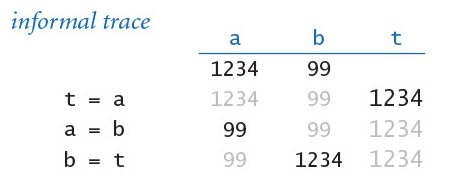 informal trace
a b t
1234 99
t = a 1234 99 1234
a = b 99 99 1234
b = t 99 1234 1234